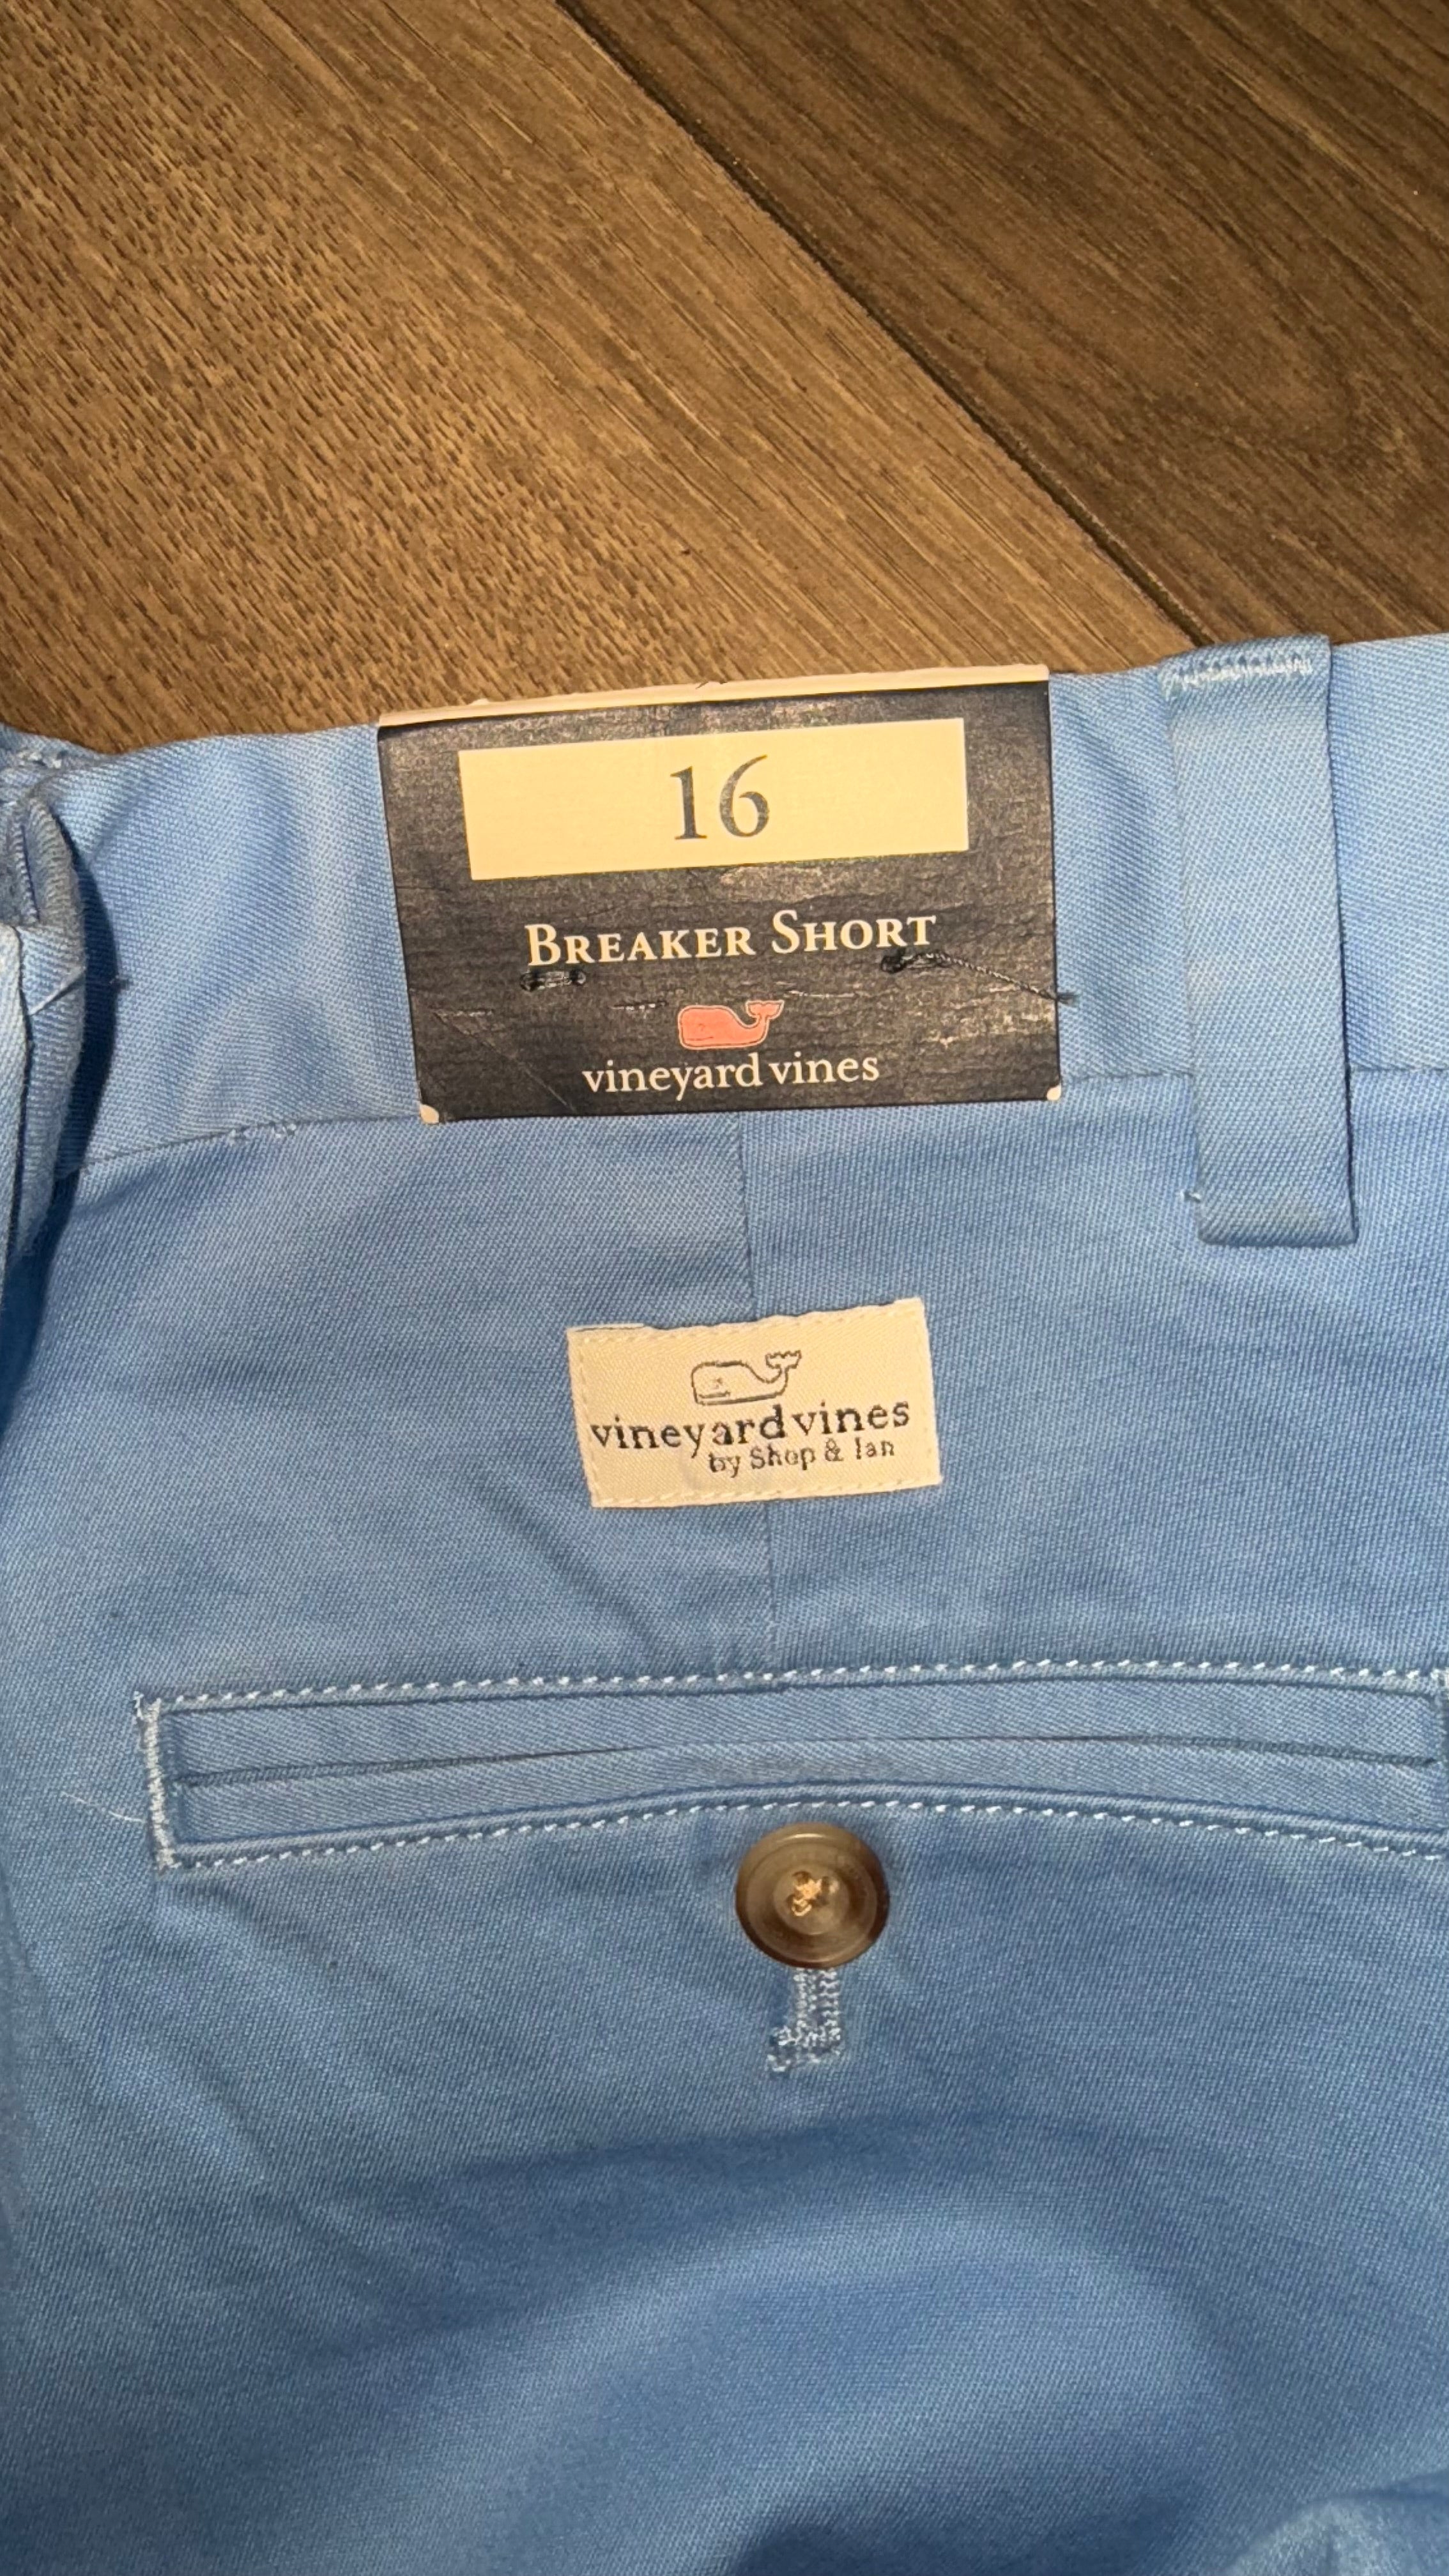 16
BREAKER SHORT
vineyard vines
vineyard vines
by Shep & Ian